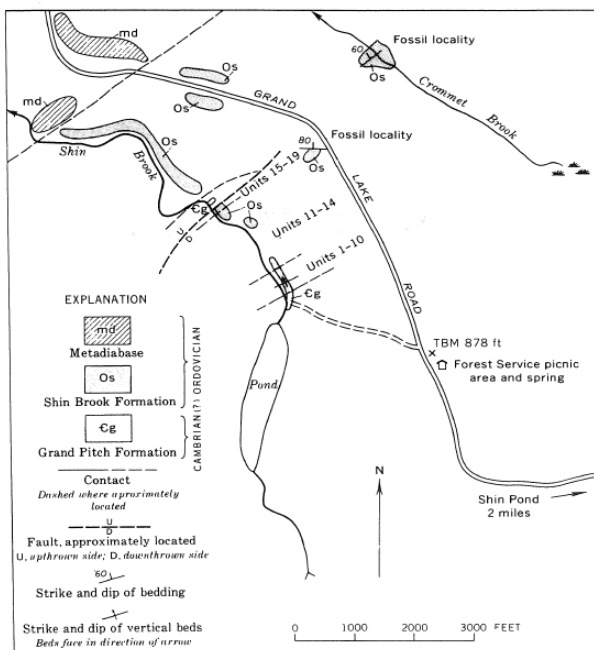 md
md
Os
Os
GRAND
LAKE
ROAD
Fossil locality
60
Os
Crommet
Brook
Shin
Brook
Os
80
Fossil locality
Os
Units 15–19
Єg
U
D
Os
Units 11–14
Units 1–10
Єg
TBM 878 ft
Forest Service picnic
area and spring
Pond
N
Shin Pond
2 miles
EXPLANATION
md
Metadiabase
Os
Shin Brook Formation
ORDOVICIAN
Єg
Grand Pitch Formation
CAMBRIAN(?)
Contact
Dashed where aproximately
located
U
D
Fault, approximately located
U, upthrown side; D, downthrown side
60
Strike and dip of bedding
Strike and dip of vertical beds
Beds face in direction of arrow
0 1000 2000 3000 FEET